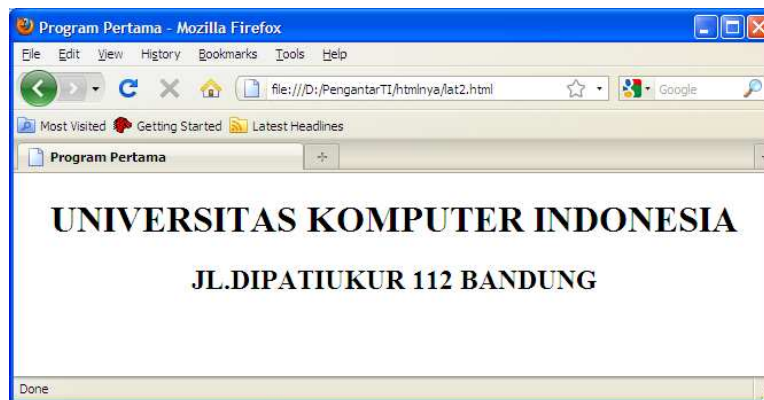 Program Pertama - Mozilla Firefox
File Edit View History Bookmarks Tools Help
file:///D:/PengantarTI/htmlnya/lat2.html Google
Most Visited Getting Started Latest Headlines
Program Pertama
UNIVERSITAS KOMPUTER INDONESIA
JL.DIPATIUKUR 112 BANDUNG
Done